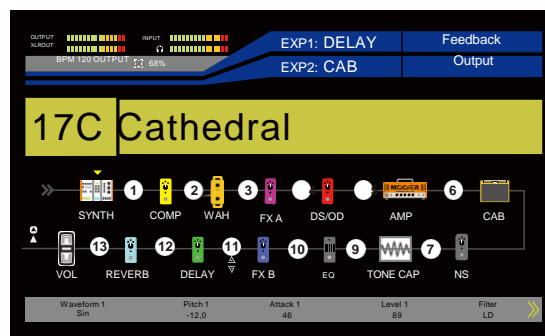 OUTPUT INPUT
XLROUT
BPM 120 OUTPUT 68%
EXP1: DELAY Feedback
EXP2: CAB Output
17C Cathedral
1 2 3 6
MOOER
SYNTH COMP WAH FX A DS/OD AMP CAB
13 12 11 10 9 7
VOL REVERB DELAY FX B EQ TONE CAP NS
Waveform 1 Pitch 1 Attack 1 Level 1 Filter
Sin -12,0 46 89 LD